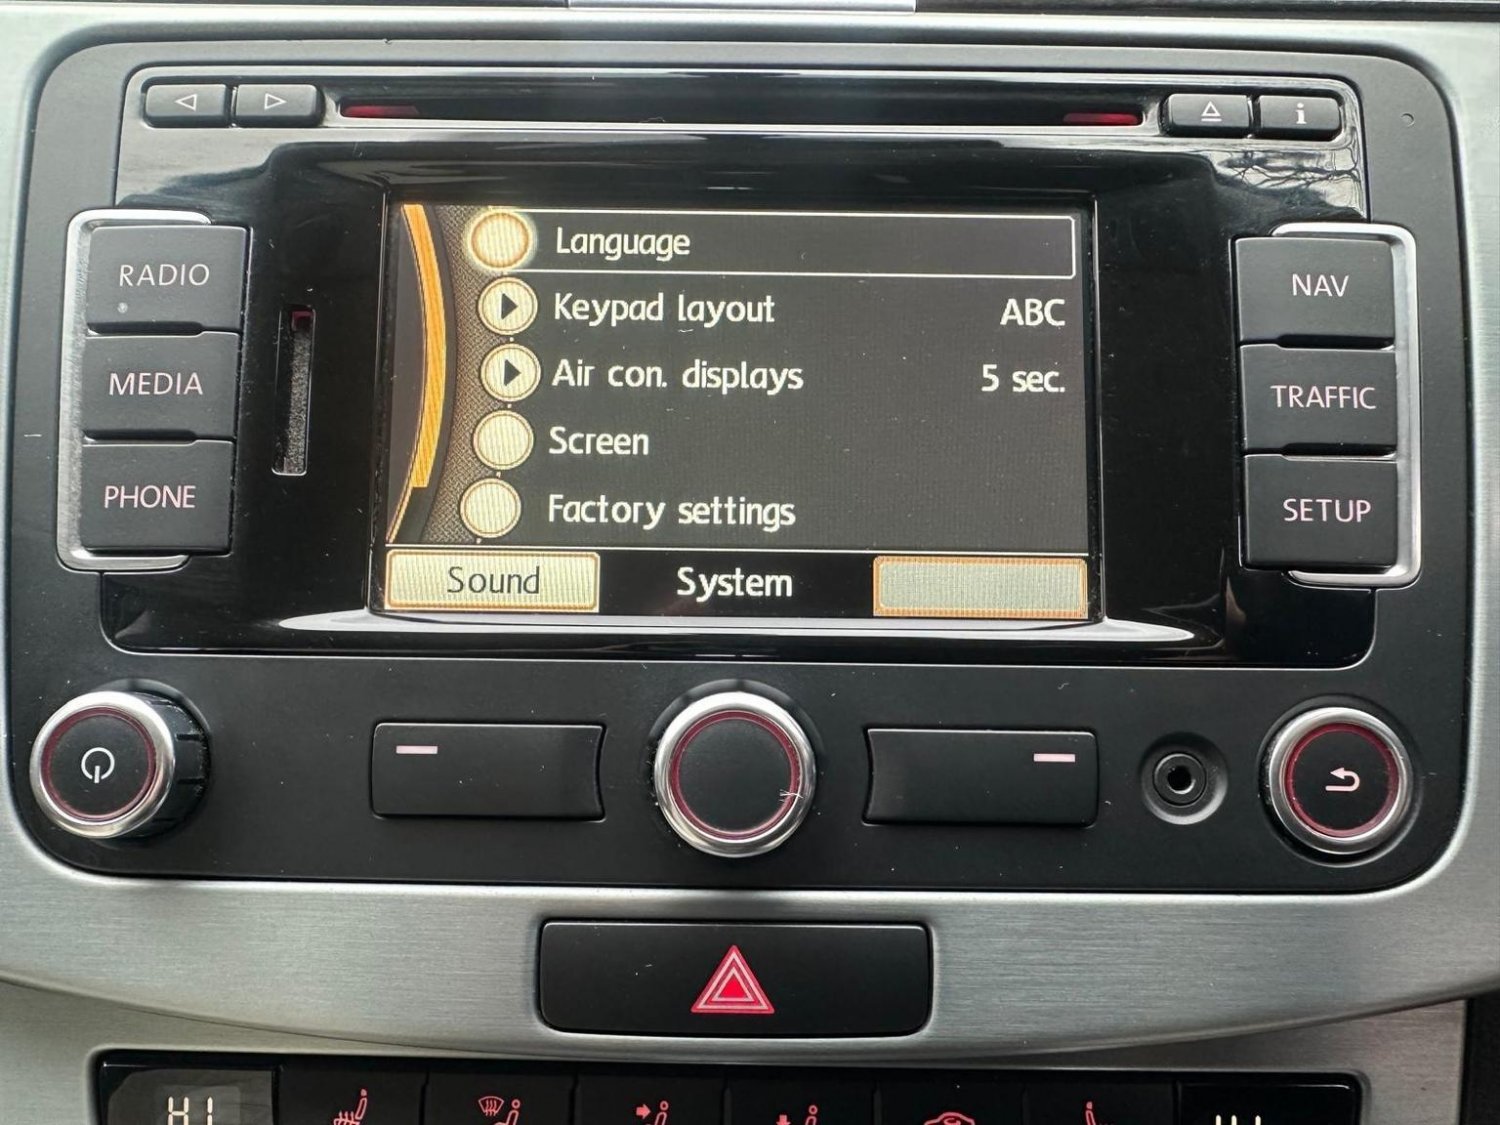 i
RADIO
MEDIA
PHONE
Language
Keypad layout ABC
Air con. displays 5 sec.
Screen
Factory settings
Sound System
NAV
TRAFFIC
SETUP
HI